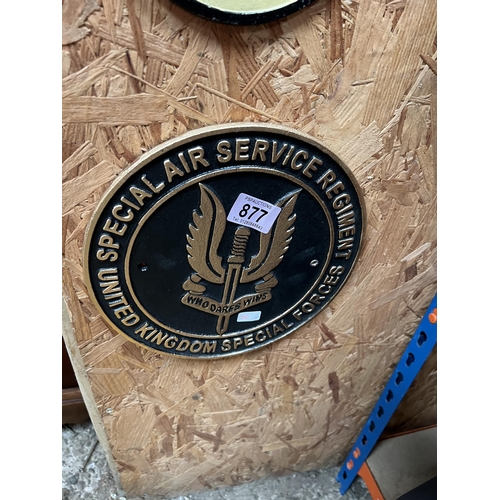 SPECIAL AIR SERVICE REGIMENT
877
WHO DARES WINS
UNITED KINGDOM SPECIAL FORCES